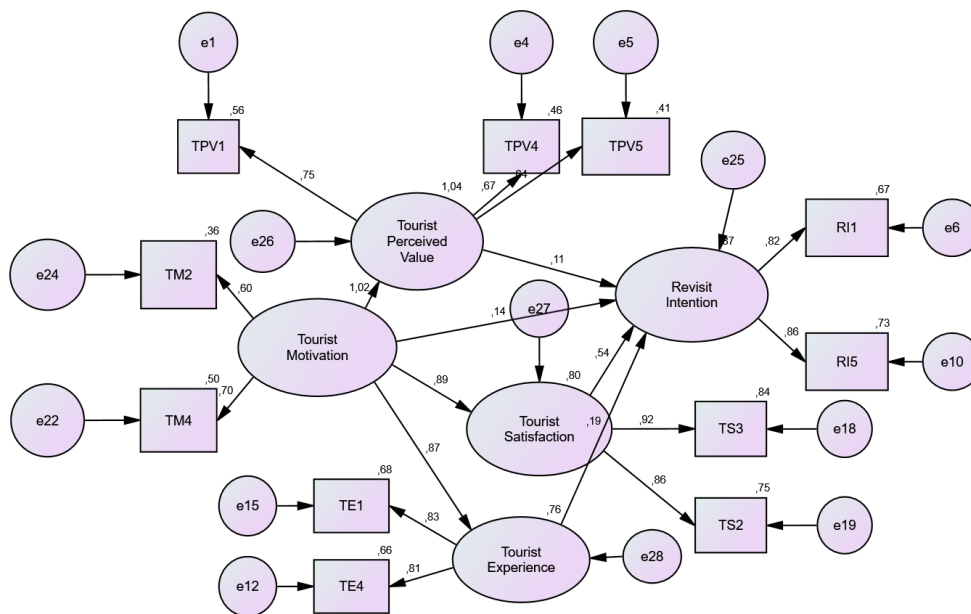 e1
e4
e5
,56
,46
,41
TPV1
TPV4
TPV5
e25
,75
,67
,64
,67
1,04
e26
Tourist
Perceived
Value
RI1
e6
,36
,87
,82
e24
TM2
,11
Revisit
Intention
,60
1,02
,14
e27
,86
,73
Tourist
Motivation
,54
RI5
e10
,50
,70
,89
,80
,84
e22
TM4
Tourist
Satisfaction
,19
,92
TS3
e18
,87
,68
,86
,75
e15
TE1
,83
,76
TS2
e19
,66
Tourist
Experience
e28
e12
TE4
,81